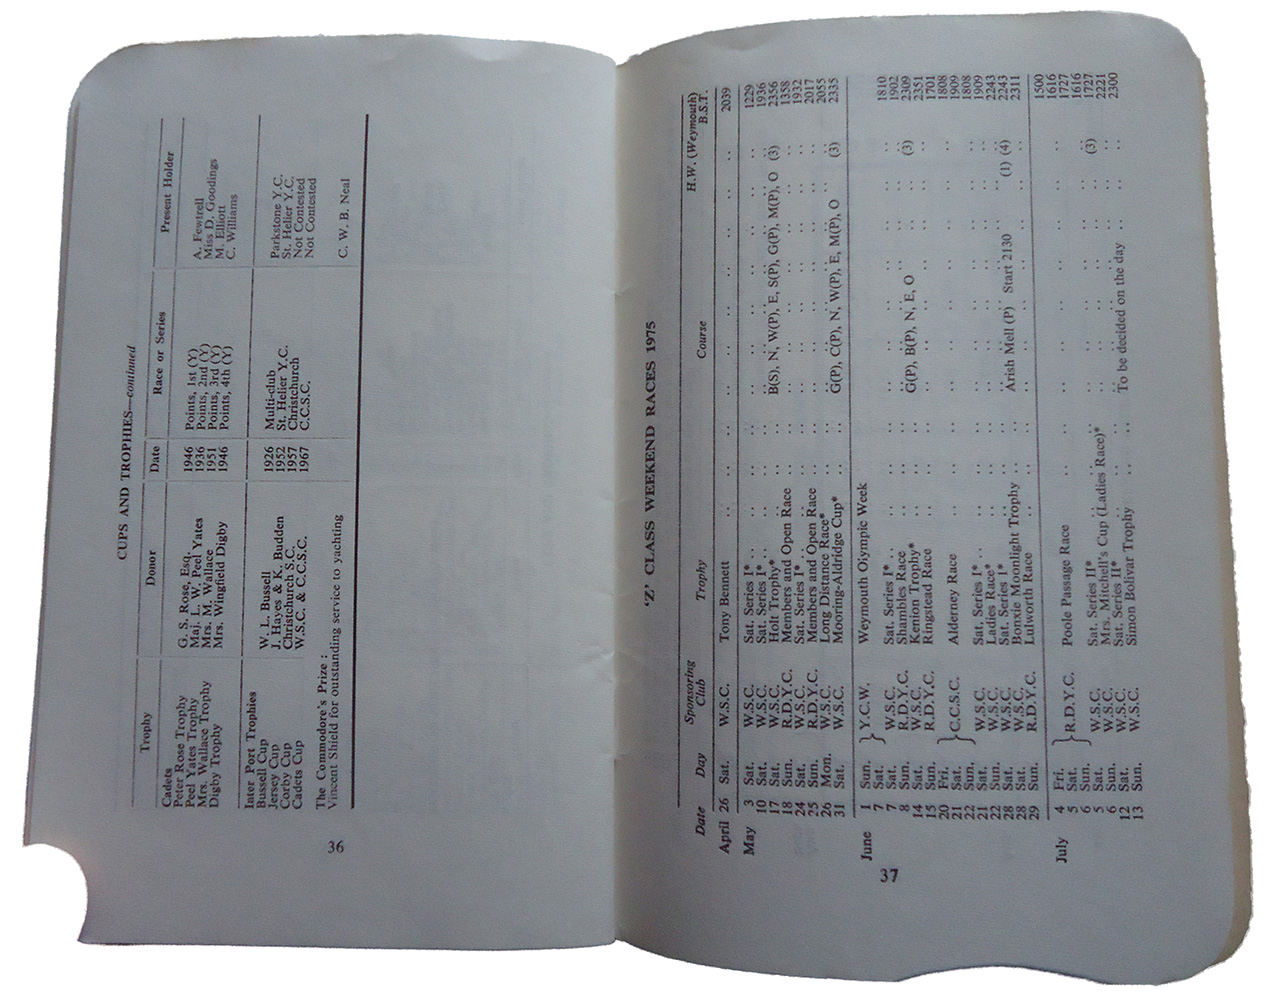 CUPS AND TROPHIES—continued
Trophy Donor Date Race or Series Present Holder
Cadets
Peter Rose Trophy G. S. Rose, Esq. 1946 Points, 1st (Y) A. Fewtrell
Peel Yates Trophy Maj. L. W. Peel Yates 1936 Points, 2nd (Y) Miss D. Goodings
Mrs. Wallace Trophy Mrs. M. Wallace 1951 Points, 3rd (Y) M. Elliott
Digby Trophy Mrs. Wingfield Digby 1946 Points, 4th (Y) C. Williams
Inter Port Trophies
Bussell Cup W. L. Bussell 1926 Multi-club Parkstone Y.C.
Jersey Cup J. Hayes & K. Budden 1952 St. Helier Y.C. St. Helier Y.C.
Corby Cup Christchurch S.C. 1957 Christchurch Not Contested
Cadets Cup W.S.C. & C.C.S.C. 1967 C.C.S.C. Not Contested
The Commodore's Prize :
Vincent Shield for outstanding service to yachting C. W. B. Neal
36
'Z' CLASS WEEKEND RACES 1975
Date Day Sponsoring Club Trophy Course H.W. (Weymouth) B.S.T.
April 26 Sat. W.S.C. Tony Bennett .. .. .. .. .. .. 2039
May 3 Sat. W.S.C. Sat. Series I* .. .. .. .. .. .. 1229
10 Sat. W.S.C. Sat. Series I* .. .. .. .. .. .. 1936
17 Sat. W.S.C. Holt Trophy* .. .. B(S), N, W(P), E, S(P), G(P), M(P), O (3) 2356
18 Sun. R.D.Y.C. Members and Open Race .. .. .. .. .. 1358
24 Sat. W.S.C. Sat. Series I* .. .. .. .. .. .. 1932
25 Sun. R.D.Y.C. Members and Open Race .. .. .. .. .. 2017
26 Mon. W.S.C. Long Distance Race* .. .. .. .. .. 2055
31 Sat. W.S.C. Mooring-Aldridge Cup* G(P), C(P), N, W(P), E, M(P), O (3) 2335
June 1 Sun. } Y.C.W. Weymouth Olympic Week
7 Sat.
7 Sat. W.S.C. Sat. Series I* .. .. .. .. .. .. 1810
8 Sun. R.D.Y.C. Shambles Race .. .. .. .. .. .. 1902
14 Sat. W.S.C. Kenion Trophy* .. .. G(P), B(P), N, E, O (3) 2309
15 Sun. R.D.Y.C. Ringstead Race .. .. .. .. .. .. 2351
20 Fri. } C.C.S.C. Alderney Race .. .. .. .. .. .. 1701
21 Sat. 1808
22 Sun. 1909
21 Sat. W.S.C. Sat. Series I* .. .. .. .. .. .. 1808
22 Sun. W.S.C. Ladies Race* .. .. .. .. .. .. 1909
28 Sat. W.S.C. Sat. Series I* .. .. .. .. .. .. 2243
28 Sat. W.S.C. Bonxie Moonlight Trophy .. Arish Mell (P) Start 2130 (1) (4) 2243
29 Sun. R.D.Y.C. Lulworth Race .. .. .. .. .. .. 2311
July 4 Fri. } R.D.Y.C. Poole Passage Race .. .. .. .. .. 1500
5 Sat. 1616
6 Sun. 1727
5 Sat. W.S.C. Sat. Series II* .. .. .. .. .. .. 1616
6 Sun. W.S.C. Mrs. Mitchell's Cup (Ladies Race)* .. .. .. (3) 1727
12 Sat. W.S.C. Sat. Series II* .. .. .. .. .. .. 2221
13 Sun. W.S.C. Simon Bolivar Trophy .. .. To be decided on the day .. 2300
37